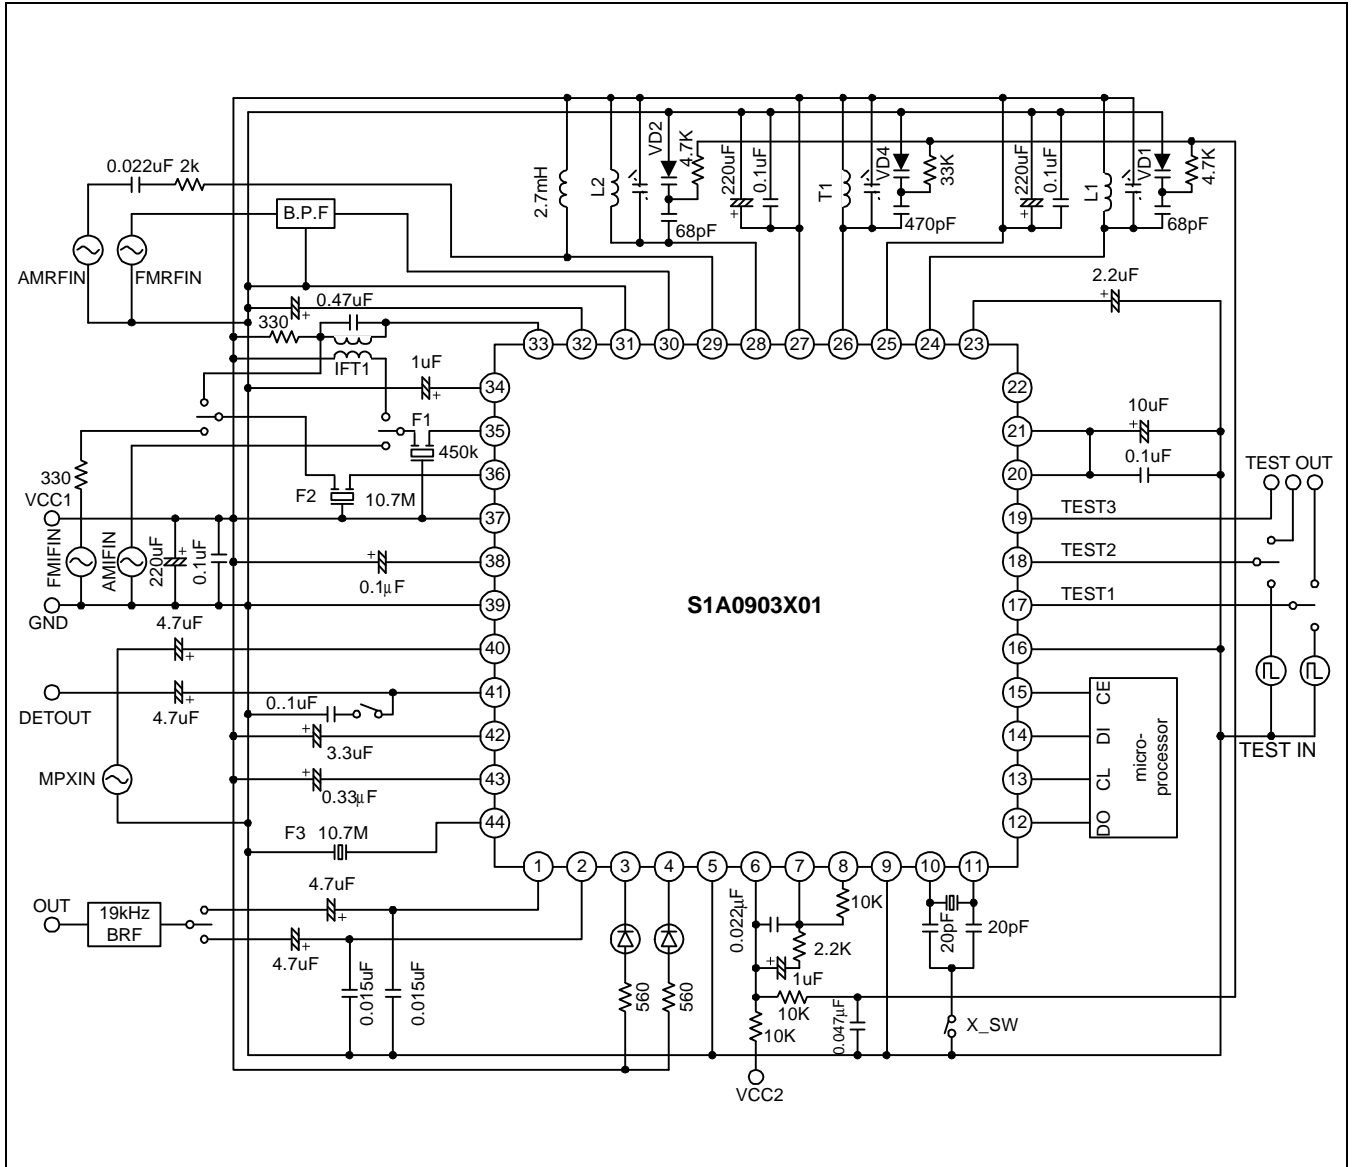 0.022uF 2k
B.P.F
AMRFIN
FMRFIN
2.7mH
L2
VD2
4.7K
68pF
220uF
+
0.1uF
T1
VD4
33K
470pF
220uF
+
0.1uF
L1
VD1
4.7K
68pF
2.2uF
+
0.47uF
+
330
IFT1
1uF
+
33
32
31
30
29
28
27
26
25
24
23
34
35
36
37
38
39
40
41
42
43
44
22
21
20
19
18
17
16
15
14
13
12
1
2
3
4
5
6
7
8
9
10
11
F1
450k
F2
10.7M
330
VCC1
FMIFIN
AMIFIN
220uF
+
0.1uF
GND
+
0.1µF
4.7uF
+
DETOUT
4.7uF
+
0..1uF
+
3.3uF
MPXIN
+
0.33µF
F3 10.7M
S1A0903X01
10uF
+
0.1uF
TEST OUT
TEST3
TEST2
TEST1
TEST IN
CE
DI
CL
DO
micro-
processor
OUT
19kHz
BRF
4.7uF
+
4.7uF
+
0.015uF
0.015uF
560
560
0.022µF
10K
2.2K
+
1uF
10K
10K
0.047µF
VCC2
20pF
20pF
X_SW